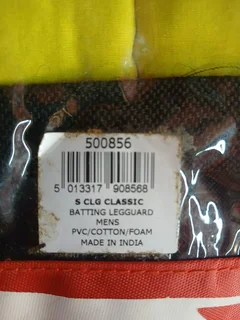 500856
5 013317 908568
S CLG CLASSIC
BATTING LEGGUARD
MENS
PVC/COTTON/FOAM
MADE IN INDIA